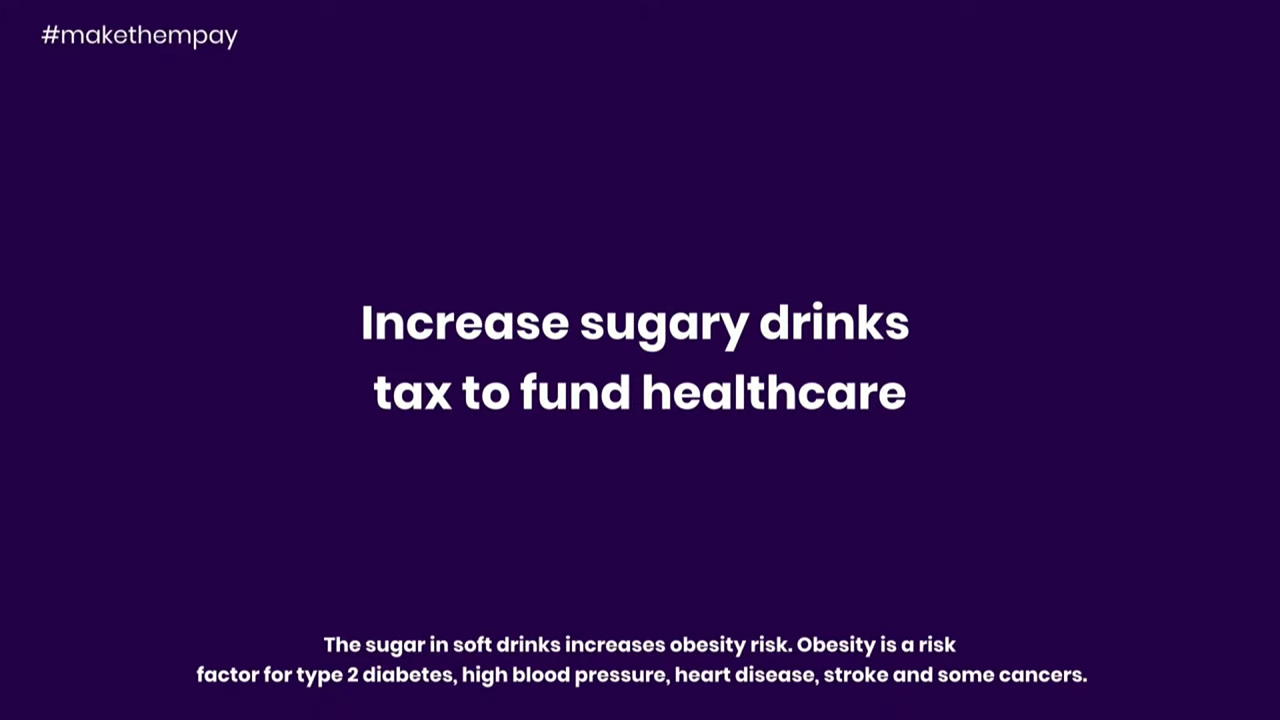 #makethempay
Increase sugary drinks
tax to fund healthcare
The sugar in soft drinks increases obesity risk. Obesity is a risk
factor for type 2 diabetes, high blood pressure, heart disease, stroke and some cancers.